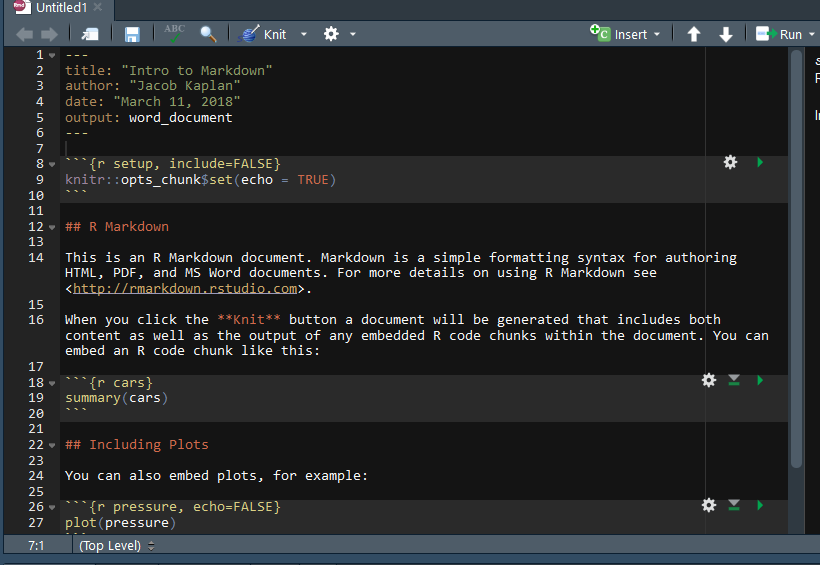 Rmd Untitled1 ×
ABC Knit Insert Run
1 ---
2 title: "Intro to Markdown"
3 author: "Jacob Kaplan"
4 date: "March 11, 2018"
5 output: word_document
6 ---
7
8 ```{r setup, include=FALSE}
9 knitr::opts_chunk$set(echo = TRUE)
10 ```
11
12 ## R Markdown
13
14 This is an R Markdown document. Markdown is a simple formatting syntax for authoring
HTML, PDF, and MS Word documents. For more details on using R Markdown see
<http://rmarkdown.rstudio.com>.
15
16 When you click the **Knit** button a document will be generated that includes both
content as well as the output of any embedded R code chunks within the document. You can
embed an R code chunk like this:
17
18 ```{r cars}
19 summary(cars)
20 ```
21
22 ## Including Plots
23
24 You can also embed plots, for example:
25
26 ```{r pressure, echo=FALSE}
27 plot(pressure)
7:1 (Top Level)